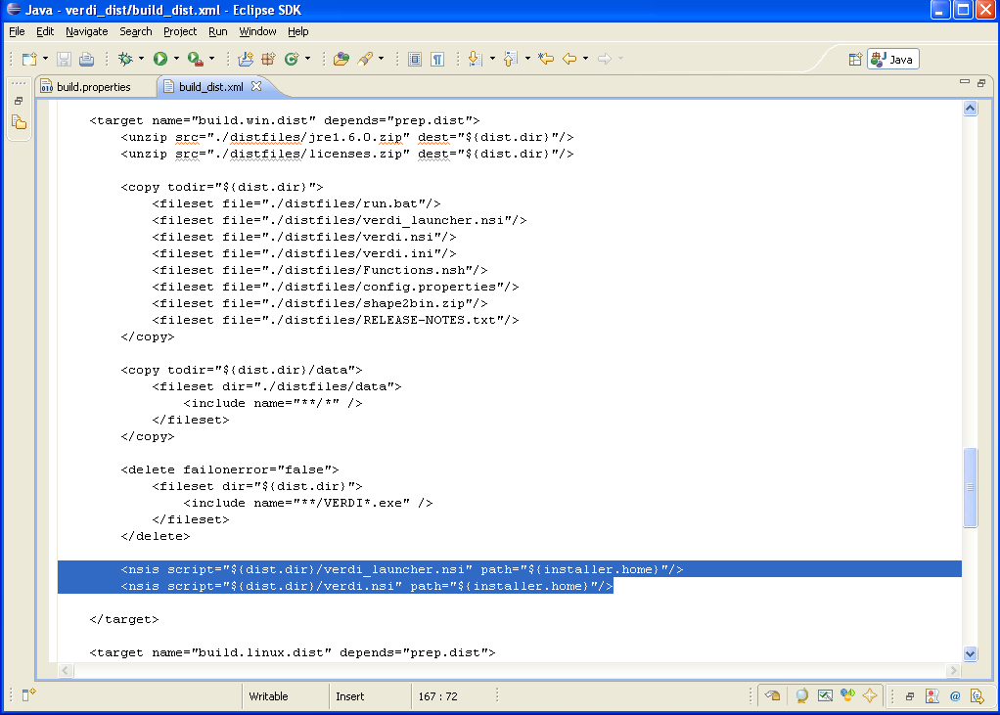 Java - verdi_dist/build_dist.xml - Eclipse SDK
File Edit Navigate Search Project Run Window Help
Java
build.properties build_dist.xml
<target name="build.win.dist" depends="prep.dist">
<unzip src="./distfiles/jre1.6.0.zip" dest="${dist.dir}"/>
<unzip src="./distfiles/licenses.zip" dest="${dist.dir}"/>
<copy todir="${dist.dir}">
<fileset file="./distfiles/run.bat"/>
<fileset file="./distfiles/verdi_launcher.nsi"/>
<fileset file="./distfiles/verdi.nsi"/>
<fileset file="./distfiles/verdi.ini"/>
<fileset file="./distfiles/Functions.nsh"/>
<fileset file="./distfiles/config.properties"/>
<fileset file="./distfiles/shape2bin.zip"/>
<fileset file="./distfiles/RELEASE-NOTES.txt"/>
</copy>
<copy todir="${dist.dir}/data">
<fileset dir="./distfiles/data">
<include name="**/*" />
</fileset>
</copy>
<delete failonerror="false">
<fileset dir="${dist.dir}">
<include name="**/VERDI*.exe" />
</fileset>
</delete>
<nsis script="${dist.dir}/verdi_launcher.nsi" path="${installer.home}"/>
<nsis script="${dist.dir}/verdi.nsi" path="${installer.home}"/>
</target>
<target name="build.linux.dist" depends="prep.dist">
Writable Insert 167 : 72